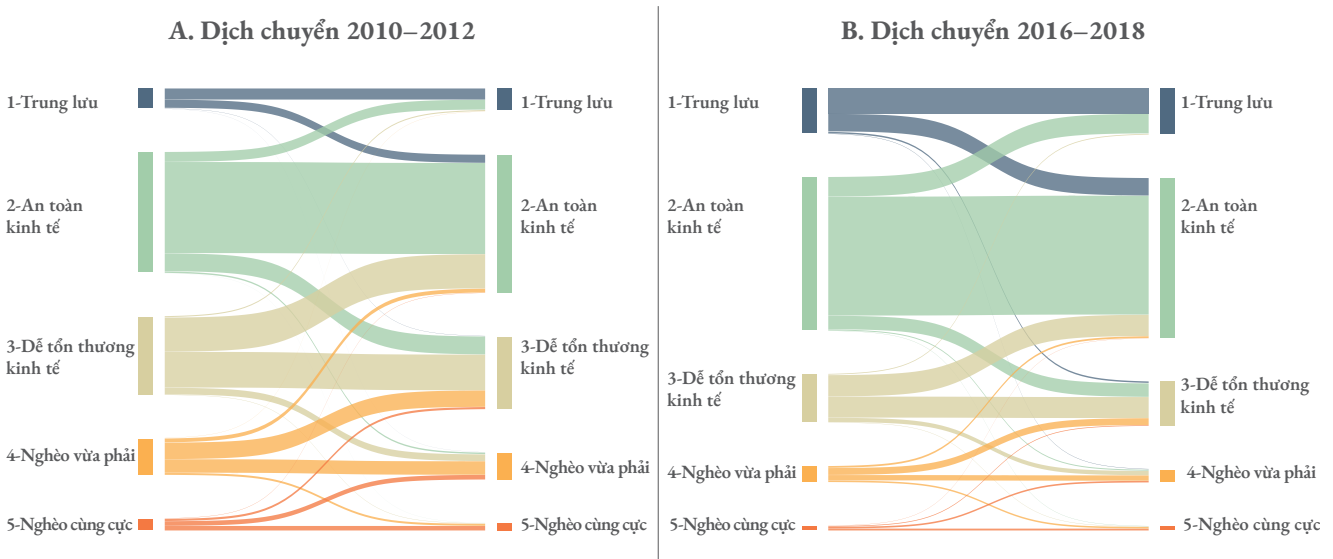 A. Dịch chuyển 2010–2012
1-Trung lưu
2-An toàn
kinh tế
3-Dễ tổn thương
kinh tế
4-Nghèo vừa phải
5-Nghèo cùng cực
1-Trung lưu
2-An toàn
kinh tế
3-Dễ tổn thương
kinh tế
4-Nghèo vừa phải
5-Nghèo cùng cực
B. Dịch chuyển 2016–2018
1-Trung lưu
2-An toàn
kinh tế
3-Dễ tổn thương
kinh tế
4-Nghèo vừa phải
5-Nghèo cùng cực
1-Trung lưu
2-An toàn
kinh tế
3-Dễ tổn thương
kinh tế
4-Nghèo vừa phải
5-Nghèo cùng cực